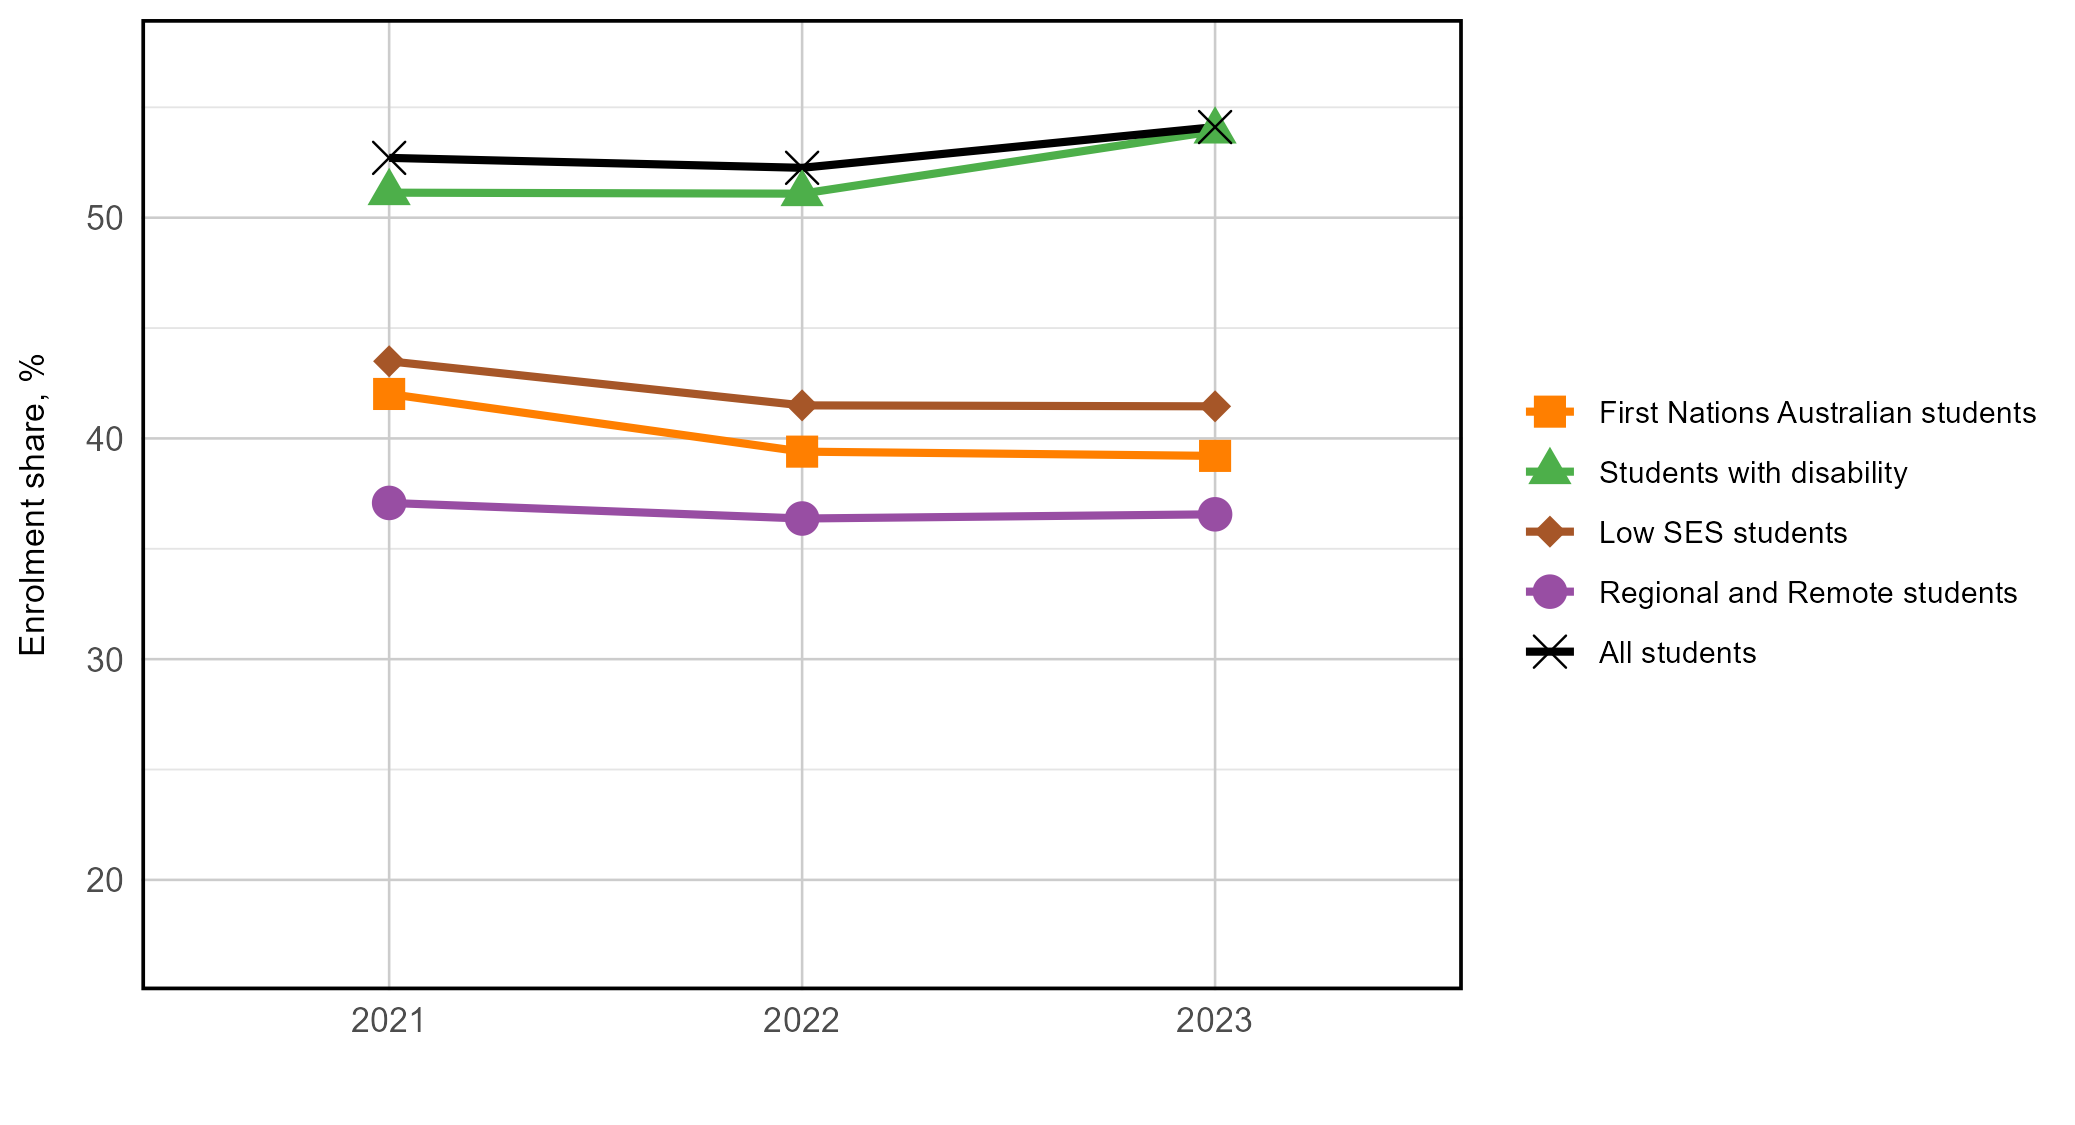 Enrolment share, %
50
40
30
20
2021
2022
2023
First Nations Australian students
Students with disability
Low SES students
Regional and Remote students
All students